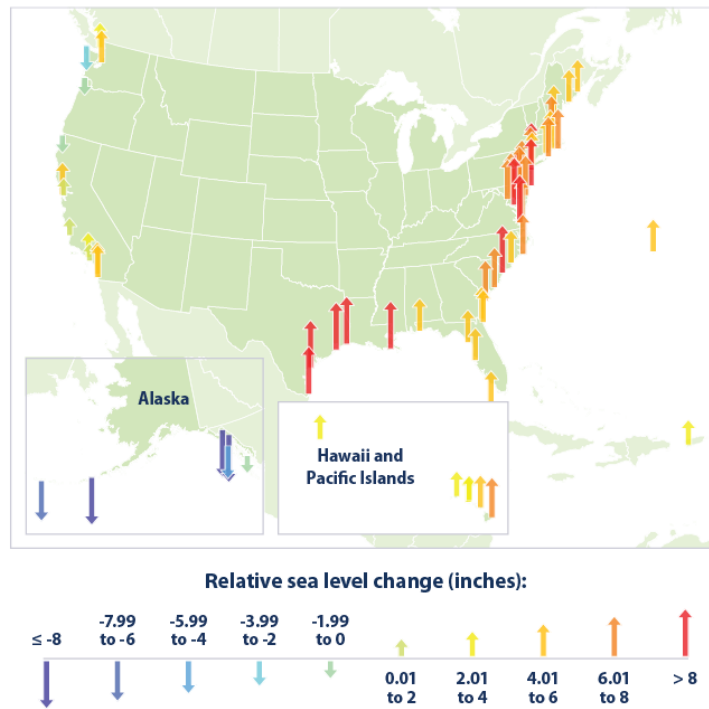 Alaska
Hawaii and
Pacific Islands
Relative sea level change (inches):
≤ -8
-7.99
to -6
-5.99
to -4
-3.99
to -2
-1.99
to 0
0.01
to 2
2.01
to 4
4.01
to 6
6.01
to 8
> 8